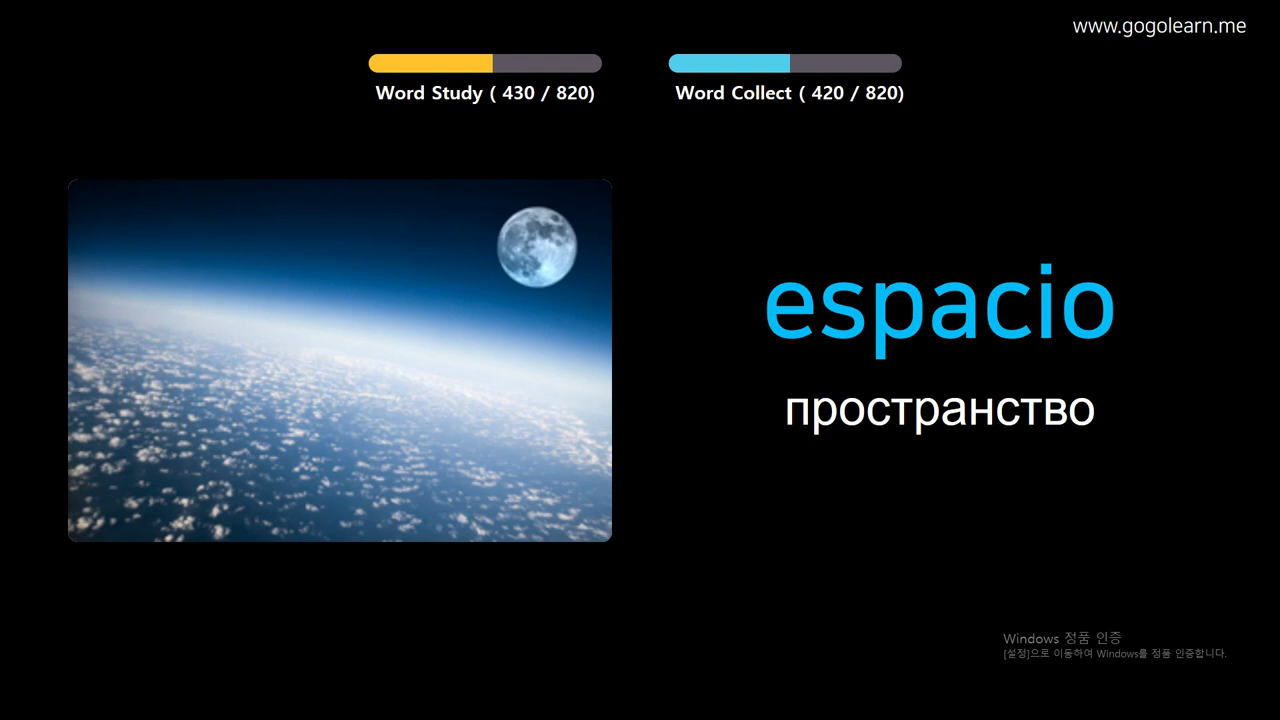 www.gogolearn.me
Word Study ( 430 / 820)
Word Collect ( 420 / 820)
espacio
пространство
Windows 정품 인증
[설정]으로 이동하여 Windows를 정품 인증합니다.